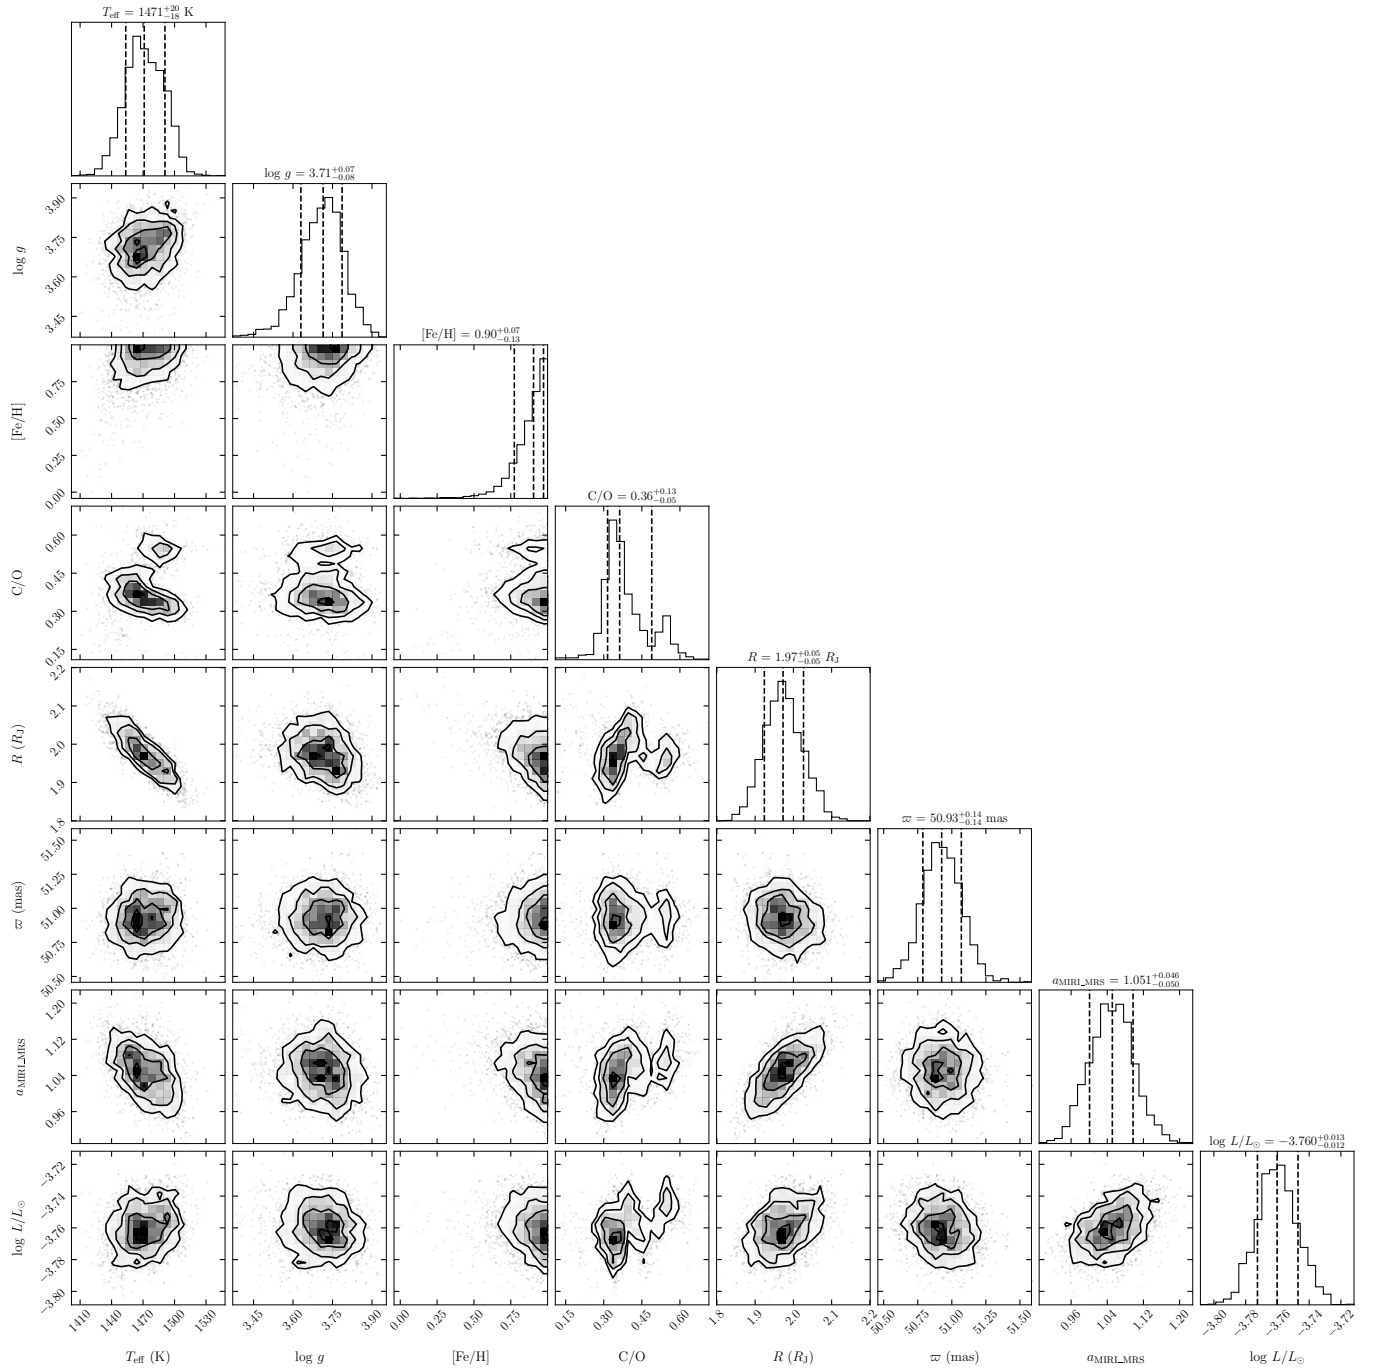 T_eff = 1471^{+20}_{-18} K
log g = 3.71^{+0.07}_{-0.08}
3.90
3.75
3.60
3.45
log g
[Fe/H] = 0.90^{+0.07}_{-0.13}
0.75
0.50
0.25
0.00
[Fe/H]
C/O = 0.36^{+0.13}_{-0.05}
0.60
0.45
0.30
0.15
C/O
R = 1.97^{+0.05}_{-0.05} R_J
2.2
2.1
2.0
1.9
1.8
R (R_J)
ϖ = 50.93^{+0.14}_{-0.14} mas
51.50
51.25
51.00
50.75
50.50
ϖ (mas)
a_MIRI_MRS = 1.051^{+0.046}_{-0.050}
1.20
1.12
1.04
0.96
a_MIRI_MRS
log L/L_⊙ = −3.760^{+0.013}_{-0.012}
−3.72
−3.74
−3.76
−3.78
−3.80
log L/L_⊙
1410 1440 1470 1500 1530 3.45 3.60 3.75 3.90 0.00 0.25 0.50 0.75 0.15 0.30 0.45 0.60 1.8 1.9 2.0 2.1 2.2 50.50 50.75 51.00 51.25 51.50 0.96 1.04 1.12 1.20 −3.80 −3.78 −3.76 −3.74 −3.72
T_eff (K) log g [Fe/H] C/O R (R_J) ϖ (mas) a_MIRI_MRS log L/L_⊙